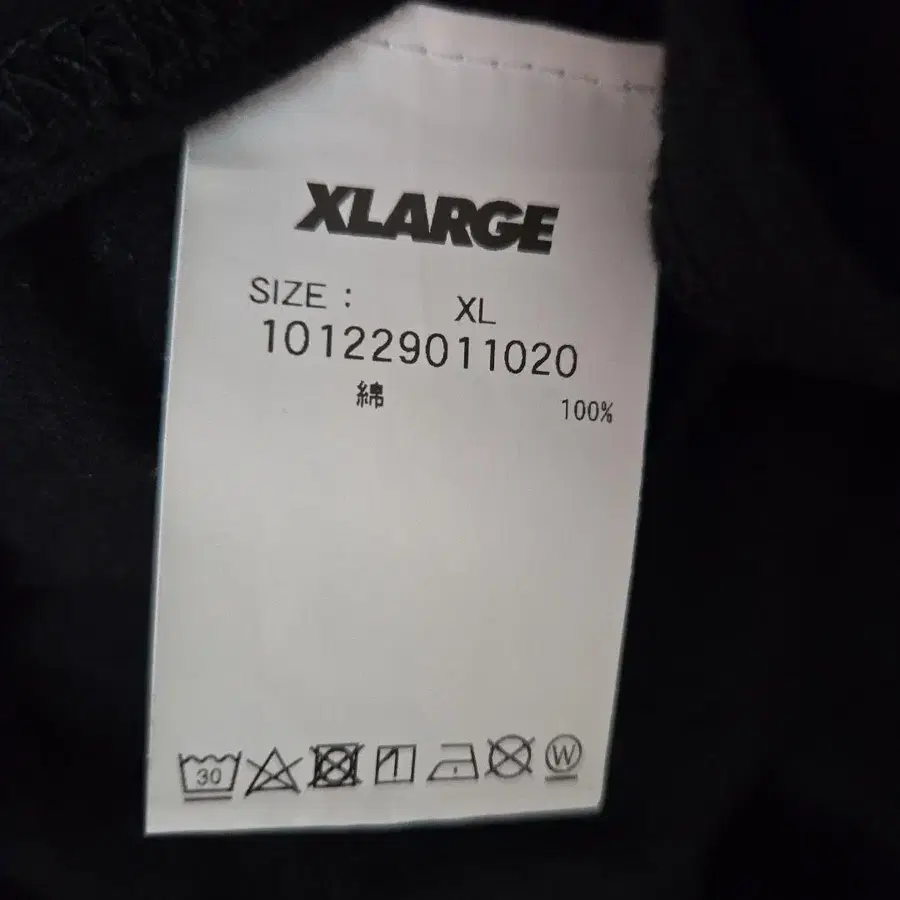 XLARGE
SIZE : XL
101229011020
綿 100%
30 W